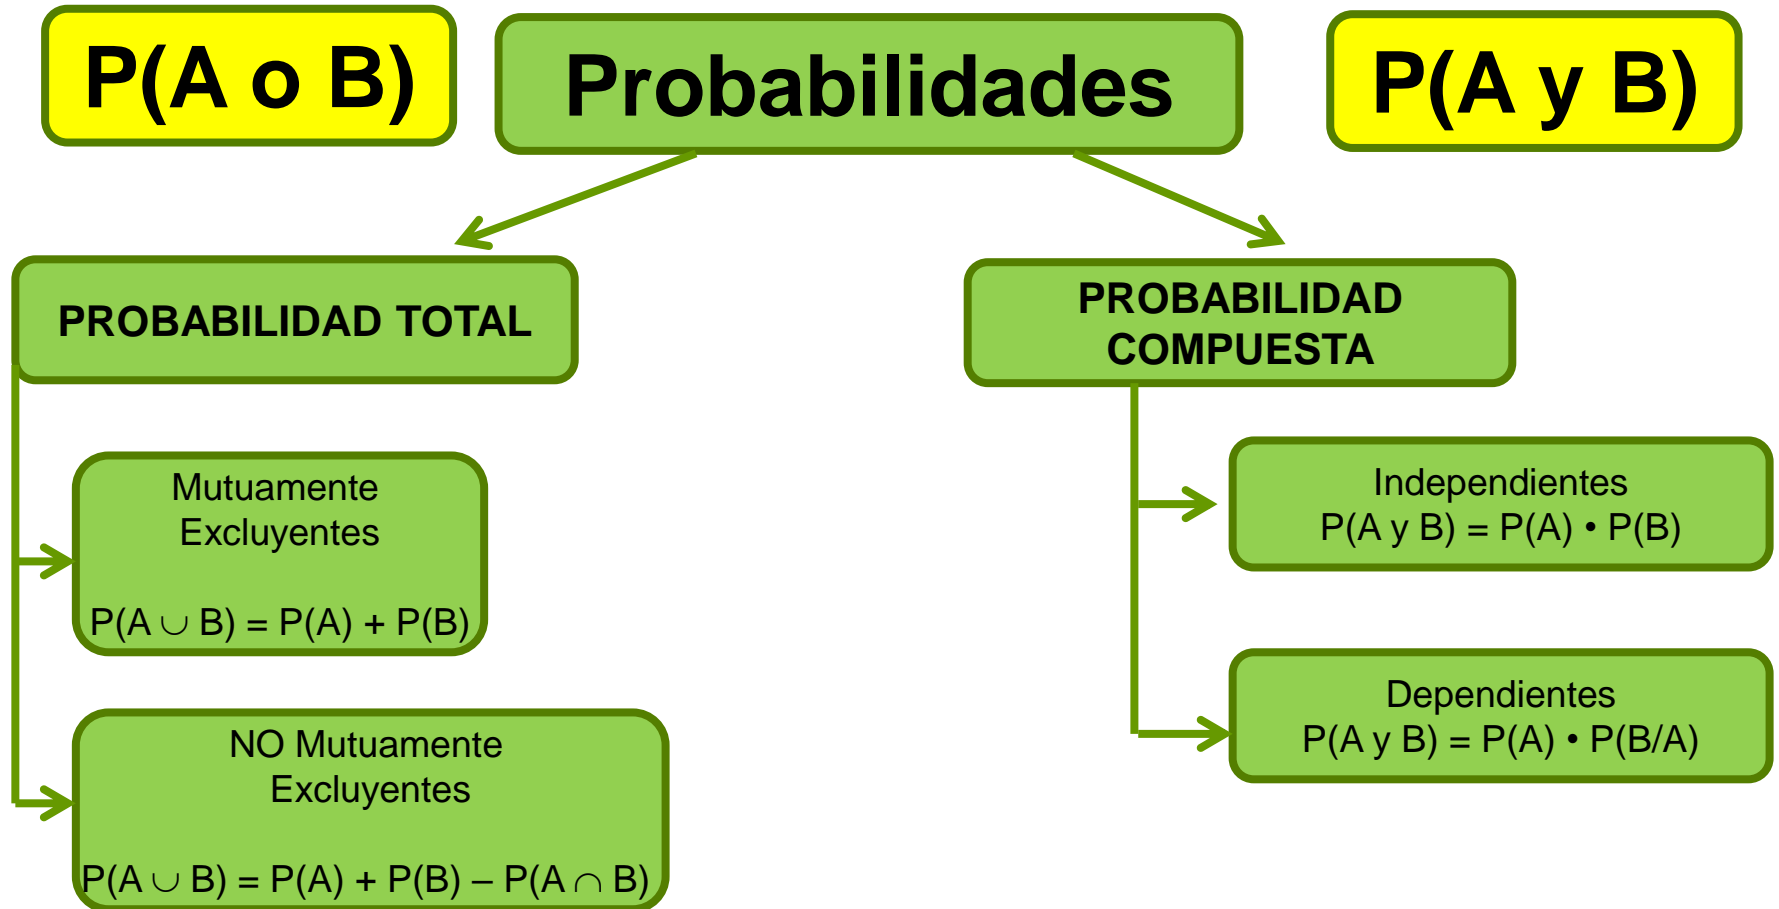 P(A o B)
Probabilidades
P(A y B)
PROBABILIDAD TOTAL
Mutuamente
Excluyentes
P(A ∪ B) = P(A) + P(B)
NO Mutuamente
Excluyentes
P(A ∪ B) = P(A) + P(B) – P(A ∩ B)
PROBABILIDAD
COMPUESTA
Independientes
P(A y B) = P(A) • P(B)
Dependientes
P(A y B) = P(A) • P(B/A)